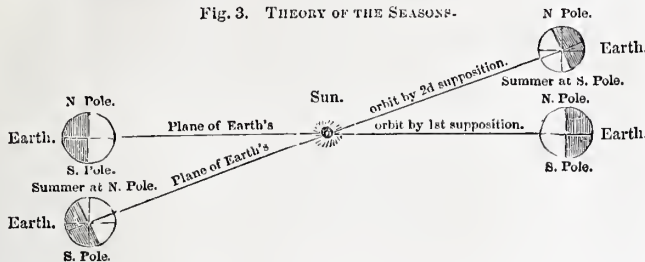 Fig. 3. THEORY OF THE SEASONS.
N Pole.
Earth.
Summer at S. Pole.
orbit by 2d supposition.
Sun.
N Pole.
Earth.
S. Pole.
Plane of Earth's
orbit by 1st supposition.
N. Pole.
Earth.
S. Pole.
Plane of Earth's
Summer at N. Pole.
Earth.
S. Pole.